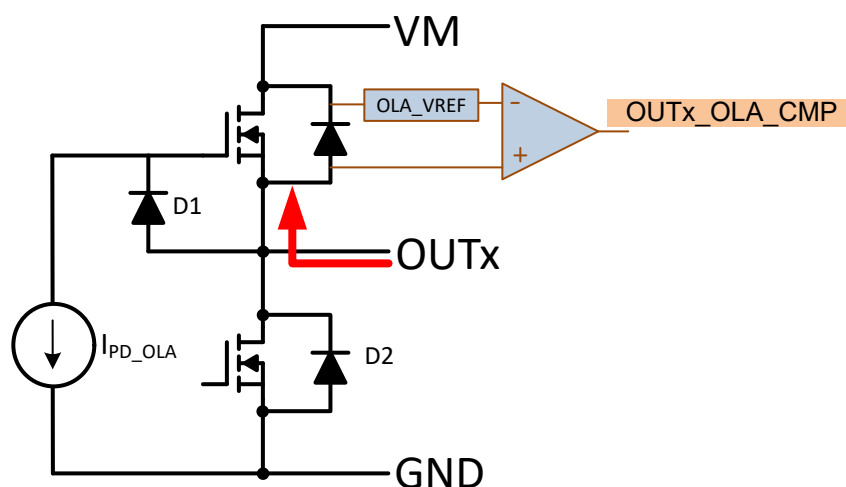 VM
OLA_VREF
-
+
OUTx_OLA_CMP
D1
OUTx
IPD_OLA
D2
GND